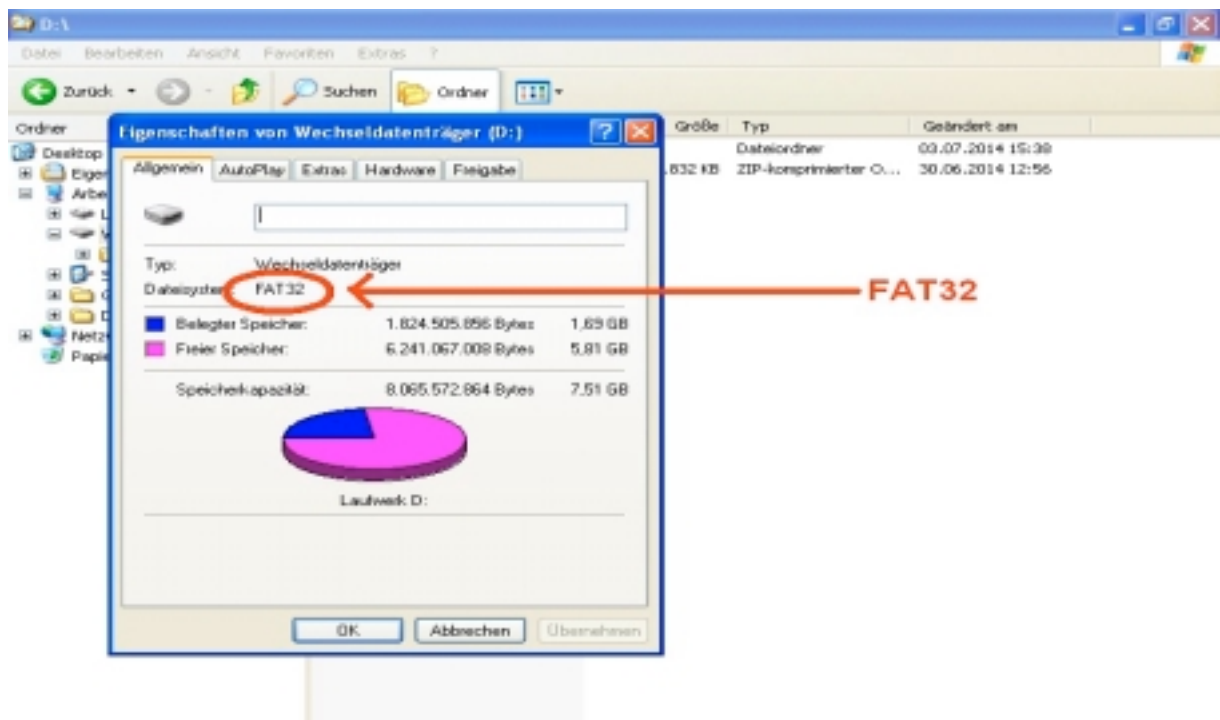 D:\
Datei Bearbeiten Ansicht Favoriten Extras ?
Zurück Suchen Ordner
Ordner Größe Typ Geändert am
Desktop
Dateiordner 03.07.2014 15:38
.832 KB ZIP-komprimierter O... 30.06.2014 12:56
Eigenschaften von Wechseldatenträger (D:)
Allgemein AutoPlay Extras Hardware Freigabe
Typ: Wechseldatenträger
Dateisystem: FAT32
FAT32
Belegter Speicher: 1.824.505.856 Bytes 1,69 GB
Freier Speicher: 6.241.067.008 Bytes 5,81 GB
Speicherkapazität: 8.065.572.864 Bytes 7,51 GB
Laufwerk D:
OK Abbrechen Übernehmen